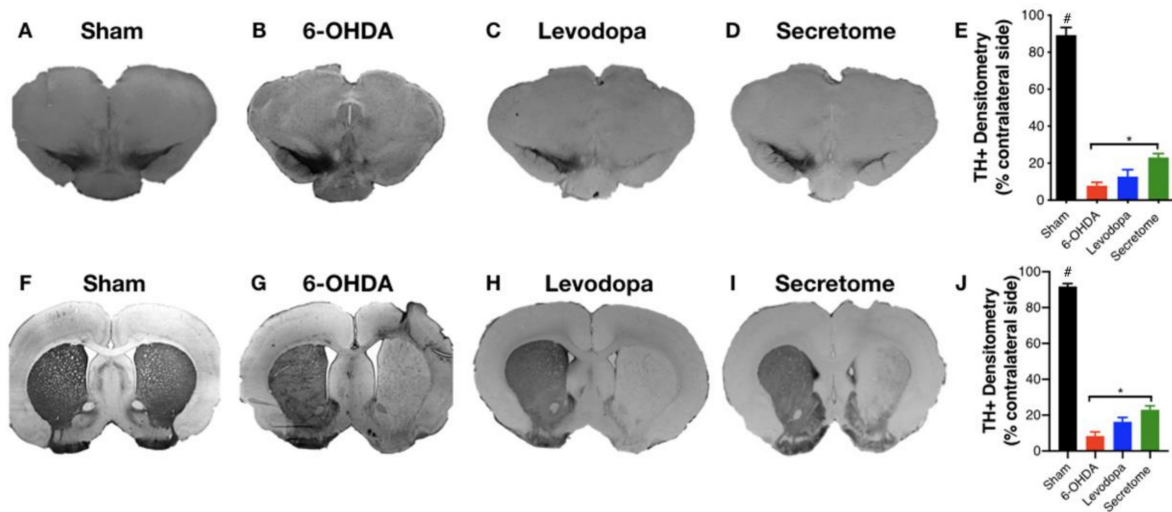 A Sham
B 6-OHDA
C Levodopa
D Secretome
E
TH+ Densitometry
(% contralateral side)
100
80
60
40
20
0
#
*
Sham
6-OHDA
Levodopa
Secretome
F Sham
G 6-OHDA
H Levodopa
I Secretome
J
TH+ Densitometry
(% contralateral side)
100
80
60
40
20
0
#
*
Sham
6-OHDA
Levodopa
Secretome